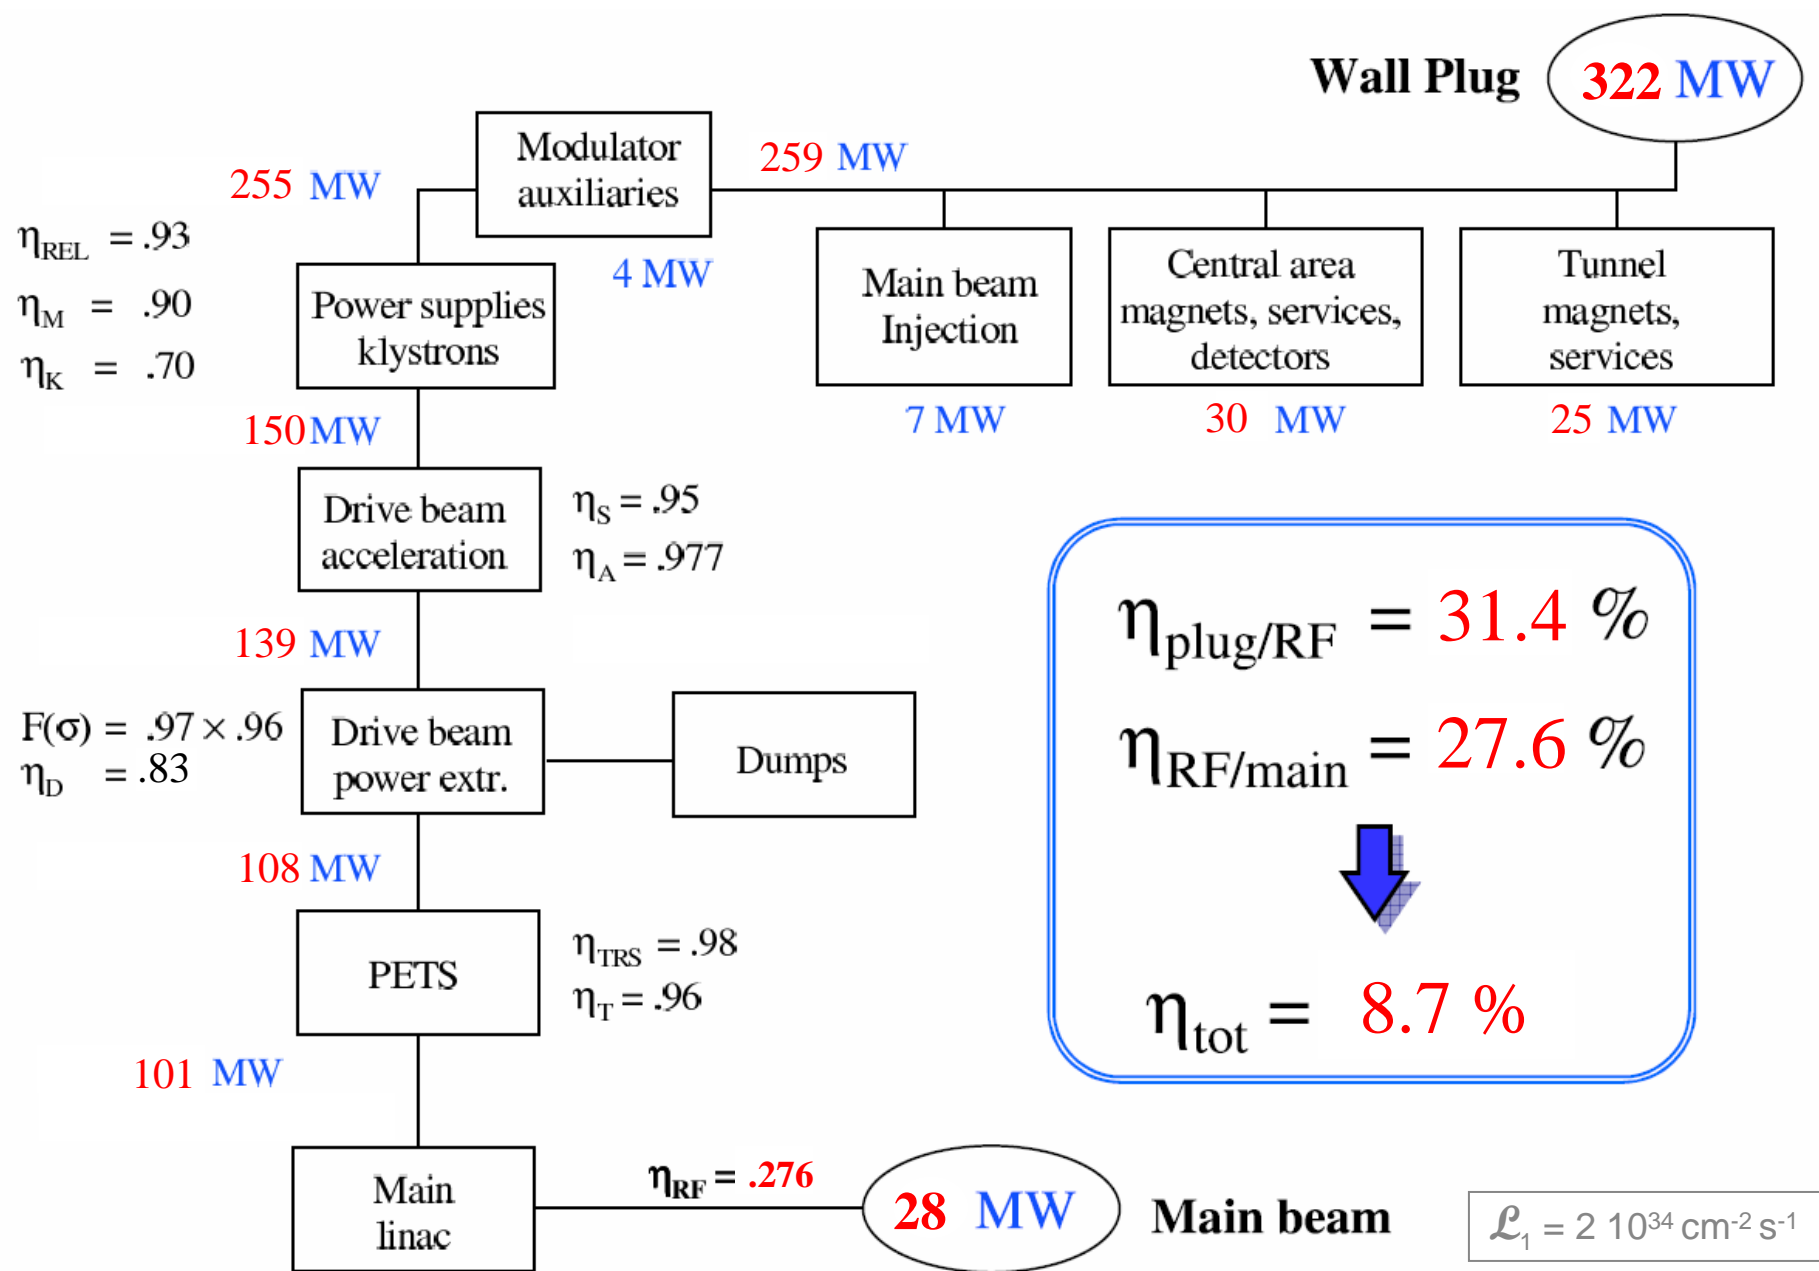 Wall Plug 322 MW
Modulator
auxiliaries
259 MW
255 MW
4 MW
ηREL = .93
ηM = .90
ηK = .70
Power supplies
klystrons
Main beam
Injection
7 MW
Central area
magnets, services,
detectors
30 MW
Tunnel
magnets,
services
25 MW
150 MW
Drive beam
acceleration
ηS = .95
ηA = .977
139 MW
F(σ) = .97 × .96
ηD = .83
Drive beam
power extr.
Dumps
108 MW
PETS
ηTRS = .98
ηT = .96
101 MW
Main
linac
ηRF = .276
28 MW
Main beam
ηplug/RF = 31.4 %
ηRF/main = 27.6 %
ηtot = 8.7 %
ℒ₁ = 2 10³⁴ cm⁻² s⁻¹